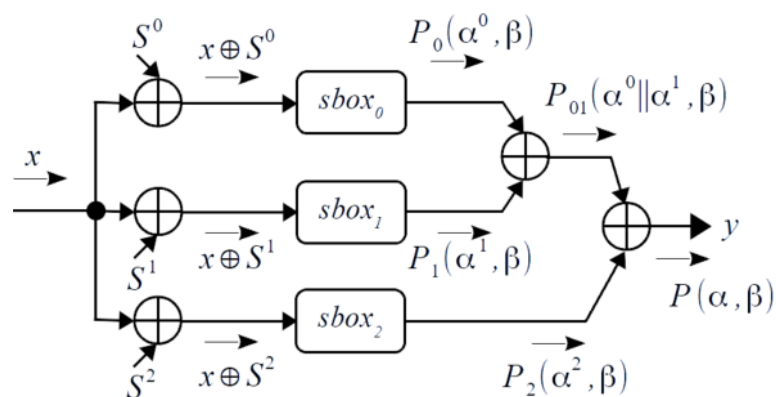 S⁰
x ⊕ S⁰
P₀(α⁰,β)
sbox₀
P₀₁(α⁰||α¹,β)
x
sbox₁
S¹
x ⊕ S¹
P₁(α¹,β)
y
P(α,β)
sbox₂
S²
x ⊕ S²
P₂(α²,β)